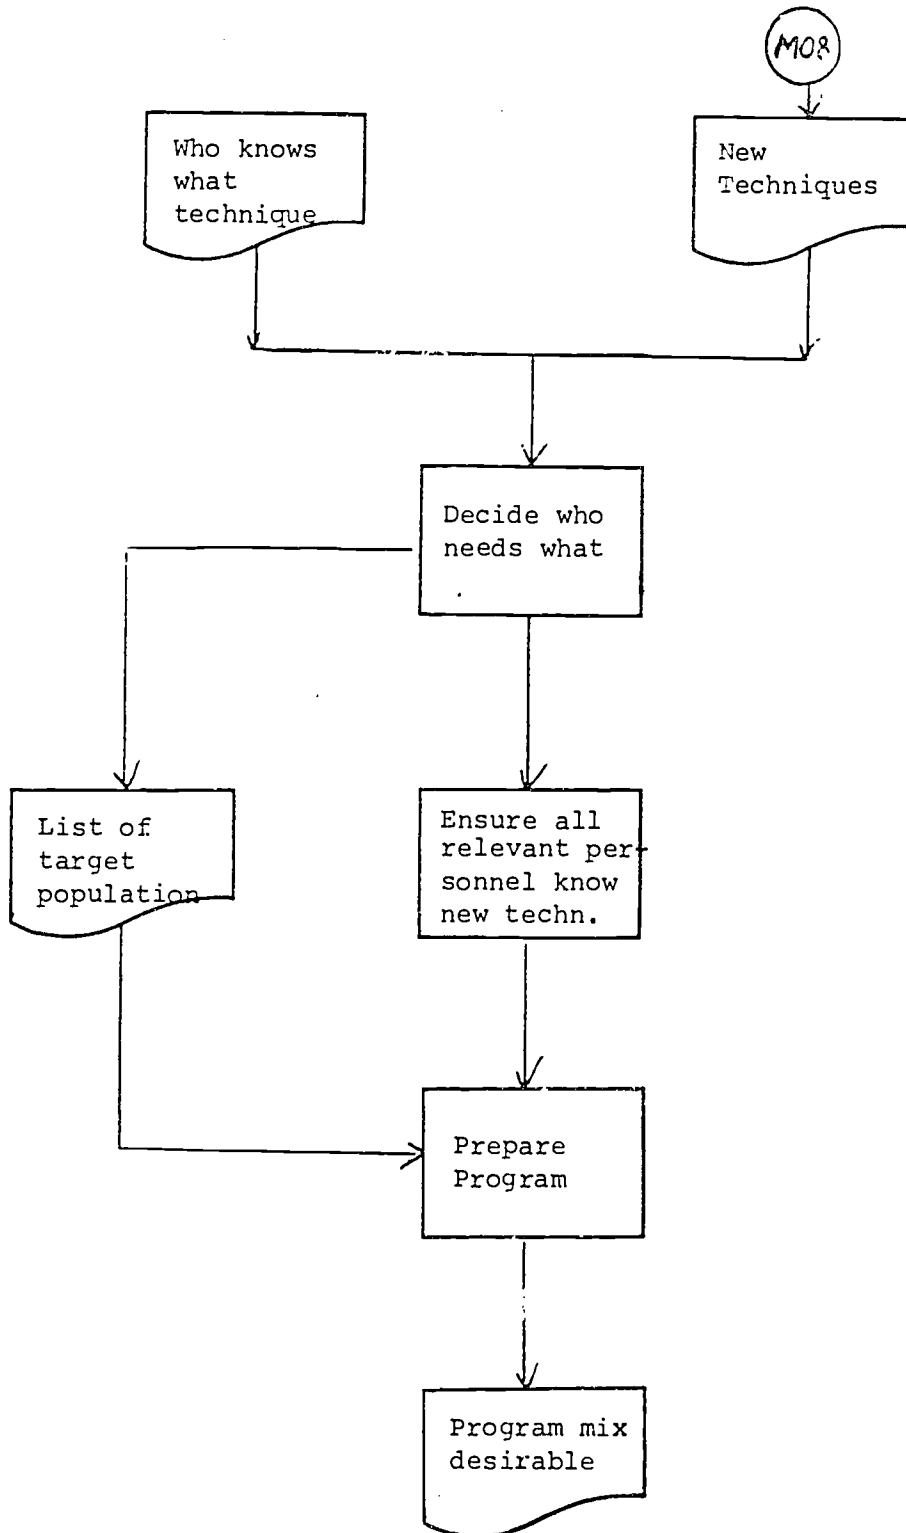 MO8
Who knows
what
technique
New
Techniques
Decide who
needs what
List of
target
population
Ensure all
relevant per-
sonnel know
new techn.
Prepare
Program
Program mix
desirable